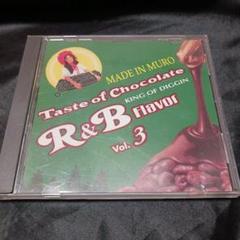 MADE IN MURO
Taste of Chocolate
KING OF DIGGIN
R&B Flavor
Vol. 3